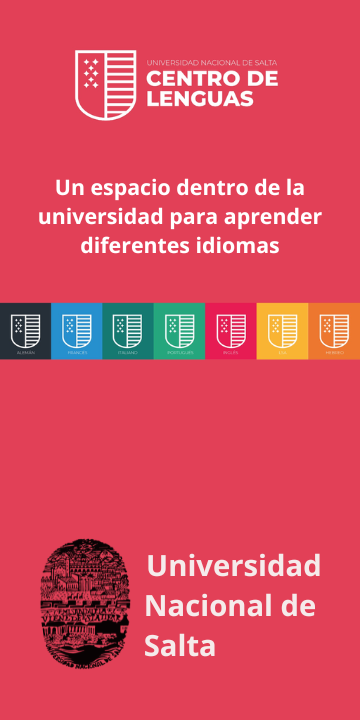 UNIVERSIDAD NACIONAL DE SALTA
CENTRO DE
LENGUAS
Un espacio dentro de la
universidad para aprender
diferentes idiomas
ALEMÁN FRANCÉS ITALIANO PORTUGUÉS INGLÉS HEBREO
Universidad
Nacional de
Salta